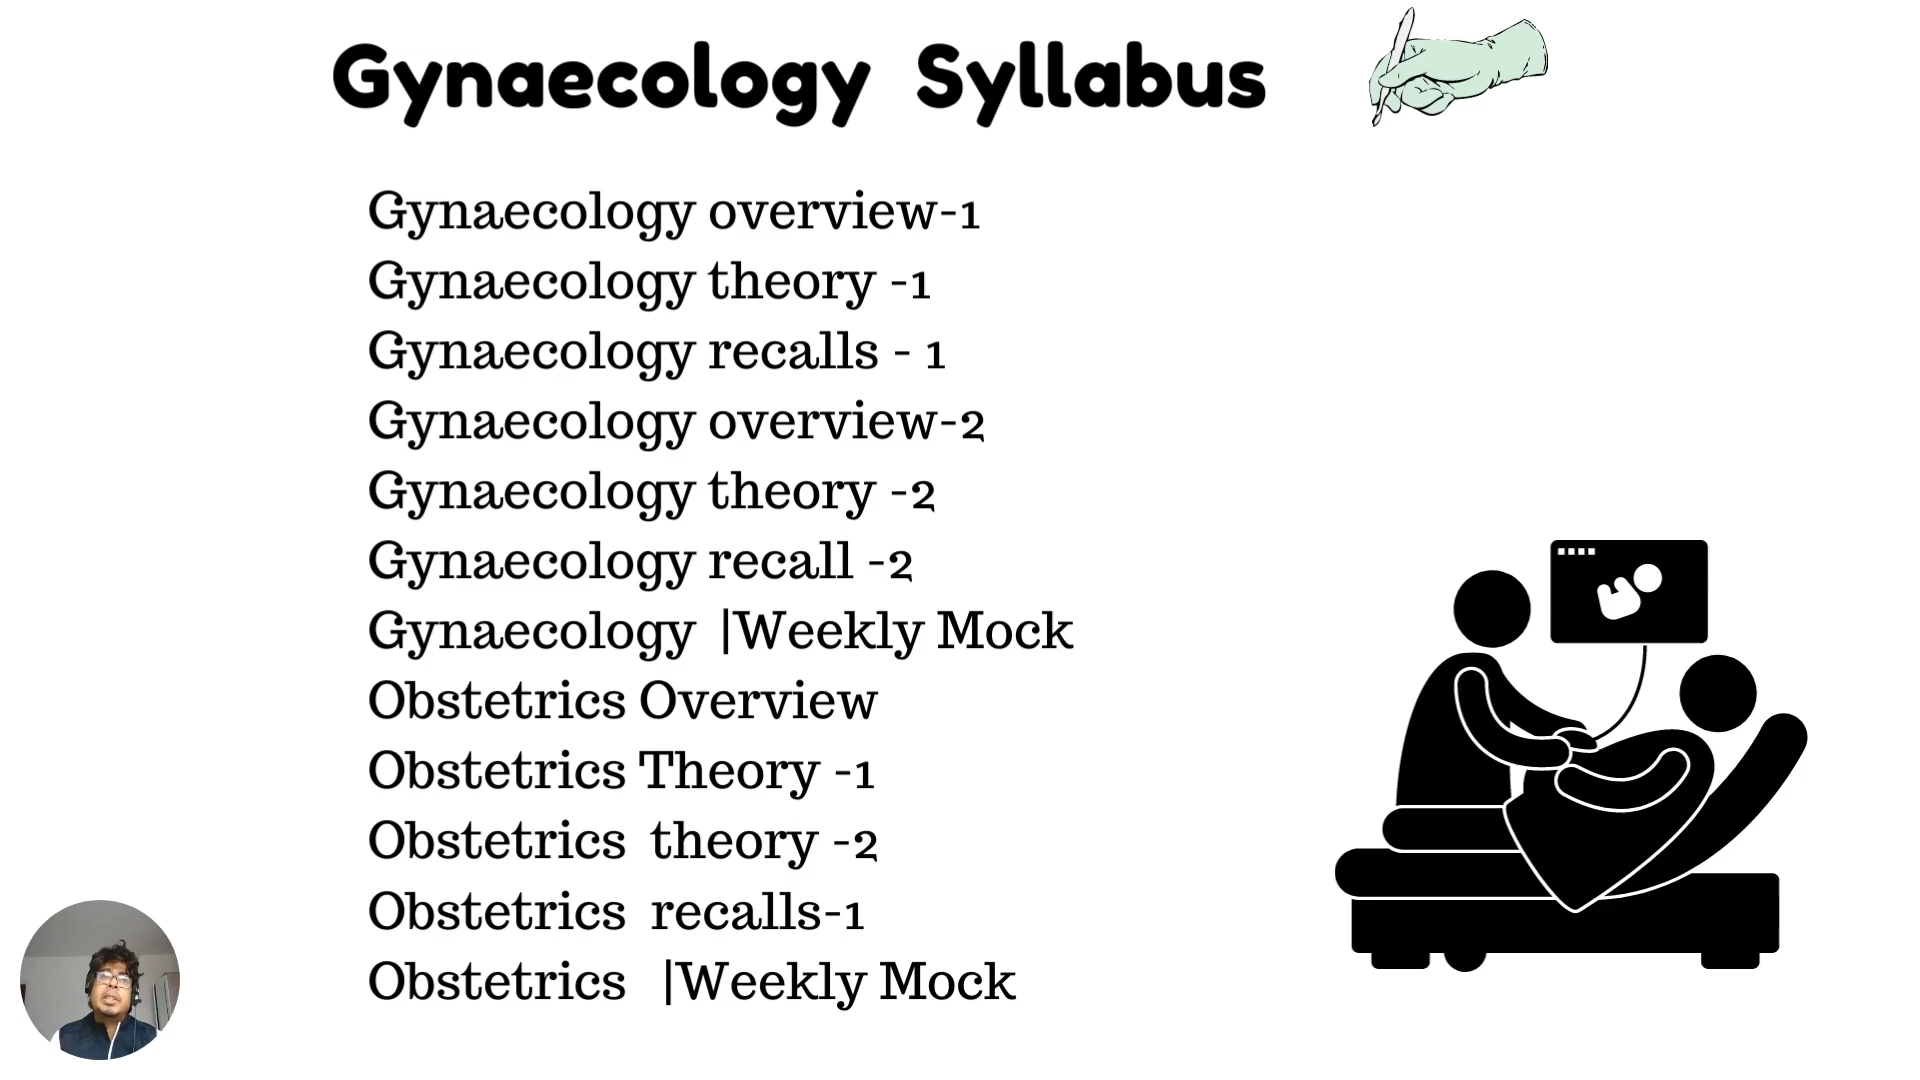 Gynaecology Syllabus
Gynaecology overview-1
Gynaecology theory -1
Gynaecology recalls - 1
Gynaecology overview-2
Gynaecology theory -2
Gynaecology recall -2
Gynaecology |Weekly Mock
Obstetrics Overview
Obstetrics Theory -1
Obstetrics theory -2
Obstetrics recalls-1
Obstetrics |Weekly Mock